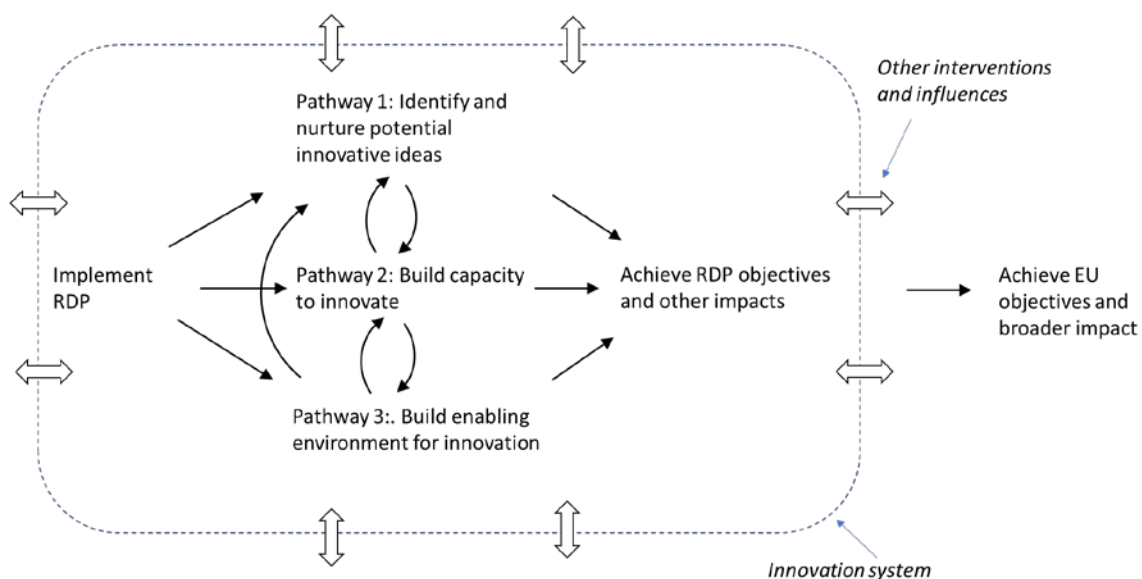 Other interventions
and influences
Pathway 1: Identify and
nurture potential
innovative ideas
Implement
RDP
Pathway 2: Build capacity
to innovate
Achieve RDP objectives
and other impacts
Achieve EU
objectives and
broader impact
Pathway 3:. Build enabling
environment for innovation
Innovation system